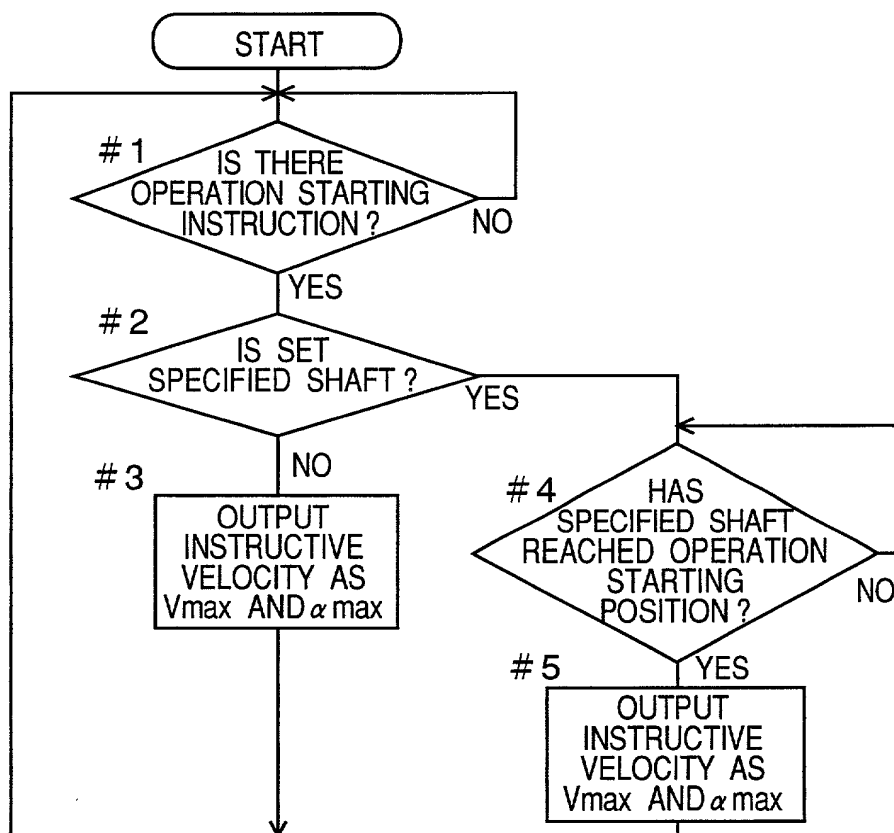 START
#1
IS THERE
OPERATION STARTING
INSTRUCTION?
NO
YES
#2
IS SET
SPECIFIED SHAFT?
YES
NO
#3
OUTPUT
INSTRUCTIVE
VELOCITY AS
Vmax AND α max
#4
HAS
SPECIFIED SHAFT
REACHED OPERATION
STARTING
POSITION?
NO
YES
#5
OUTPUT
INSTRUCTIVE
VELOCITY AS
Vmax AND α max